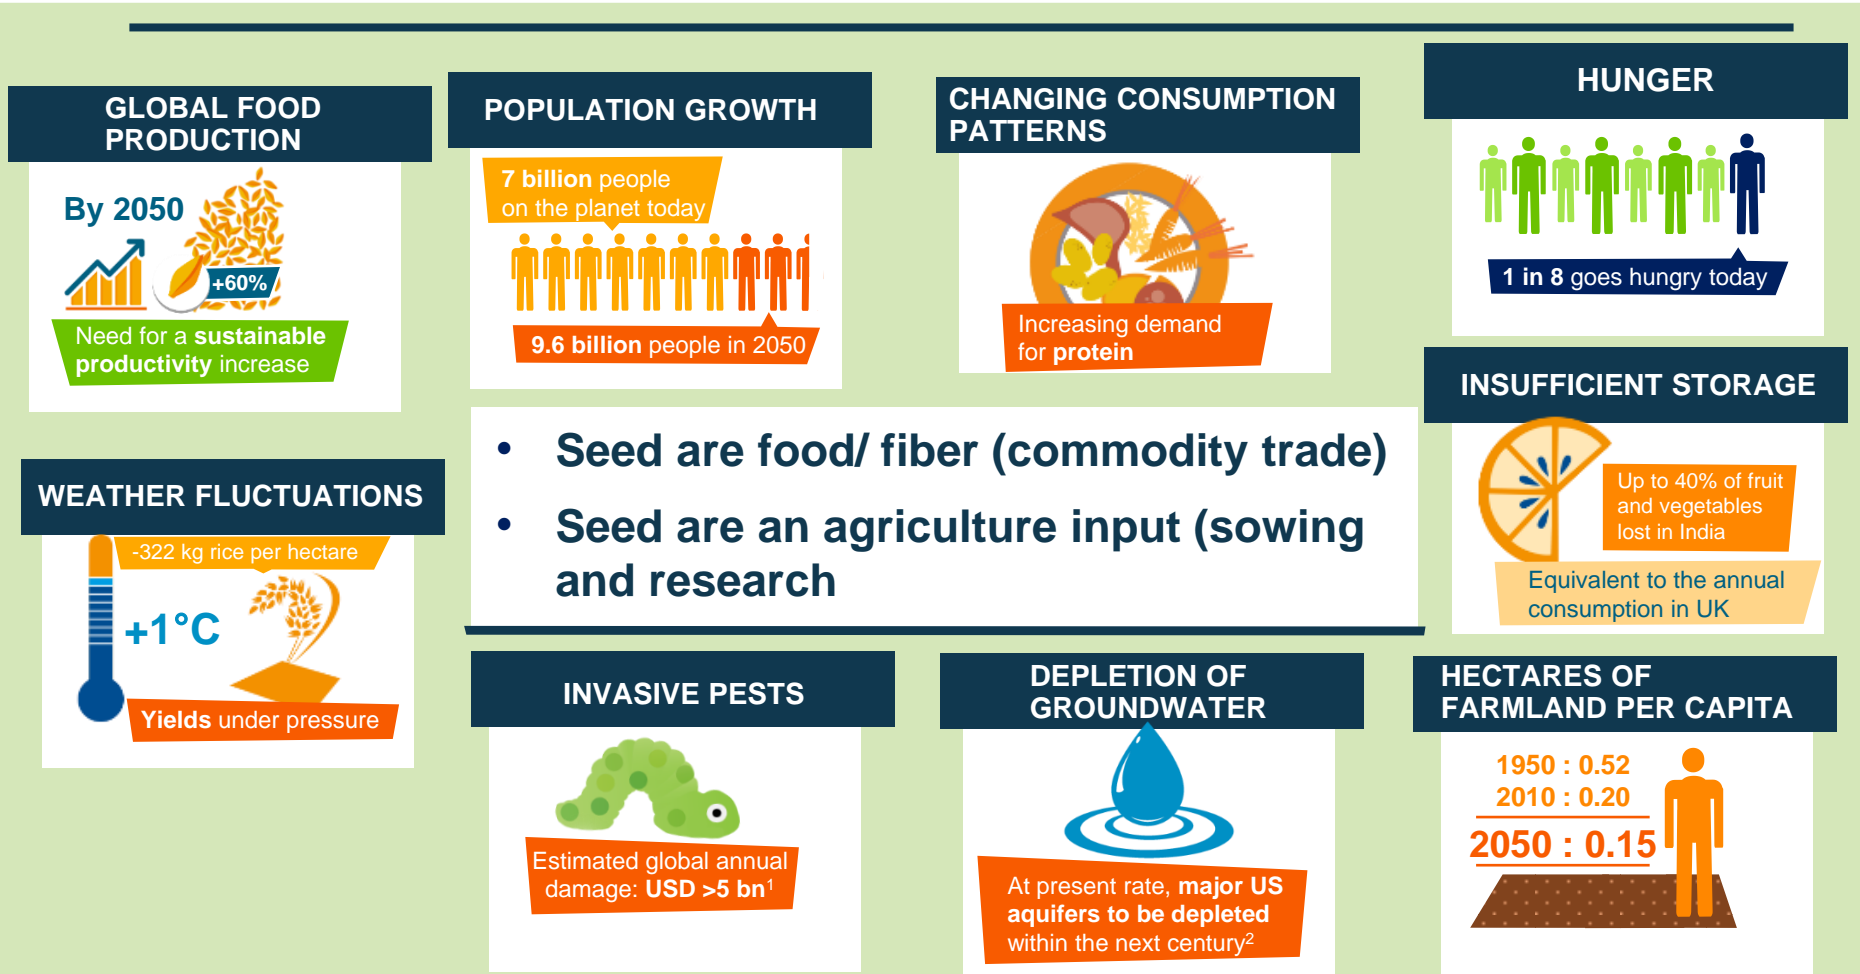 GLOBAL FOOD
PRODUCTION
By 2050
+60%
Need for a sustainable
productivity increase
POPULATION GROWTH
7 billion people
on the planet today
9.6 billion people in 2050
CHANGING CONSUMPTION
PATTERNS
Increasing demand
for protein
HUNGER
1 in 8 goes hungry today
INSUFFICIENT STORAGE
Up to 40% of fruit
and vegetables
lost in India
Equivalent to the annual
consumption in UK
• Seed are food/ fiber (commodity trade)
• Seed are an agriculture input (sowing
and research
WEATHER FLUCTUATIONS
-322 kg rice per hectare
+1°C
Yields under pressure
INVASIVE PESTS
Estimated global annual
damage: USD >5 bn1
DEPLETION OF
GROUNDWATER
At present rate, major US
aquifers to be depleted
within the next century2
HECTARES OF
FARMLAND PER CAPITA
1950 : 0.52
2010 : 0.20
2050 : 0.15